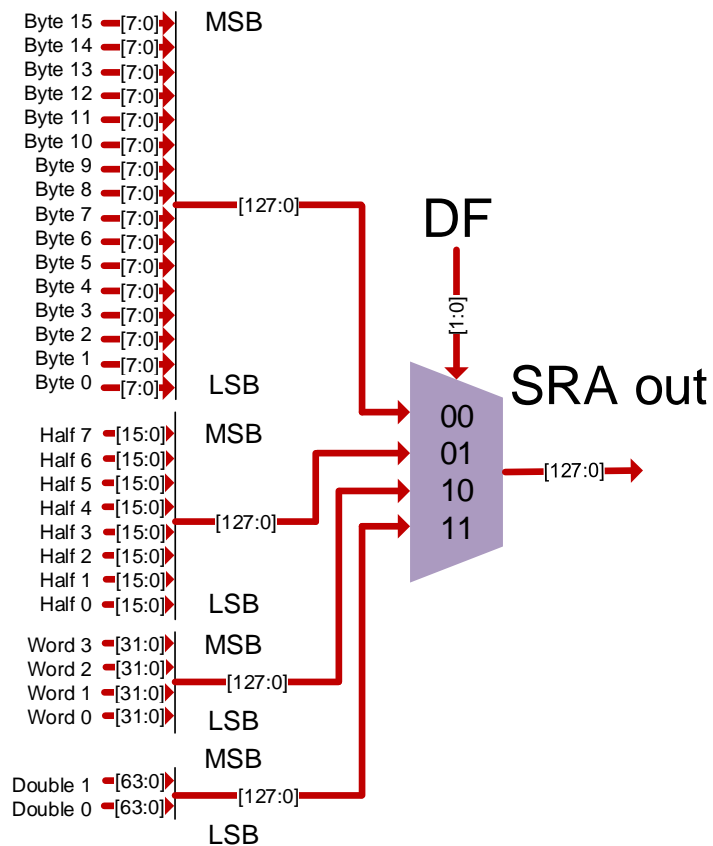 Byte 15 [7:0] MSB
Byte 14 [7:0]
Byte 13 [7:0]
Byte 12 [7:0]
Byte 11 [7:0]
Byte 10 [7:0]
Byte 9 [7:0]
Byte 8 [7:0]
[127:0]
Byte 7 [7:0]
Byte 6 [7:0]
Byte 5 [7:0]
Byte 4 [7:0]
Byte 3 [7:0]
Byte 2 [7:0]
Byte 1 [7:0]
Byte 0 [7:0] LSB
DF
[1:0]
Half 7 [15:0] MSB
Half 6 [15:0]
Half 5 [15:0]
Half 4 [15:0]
[127:0]
Half 3 [15:0]
Half 2 [15:0]
Half 1 [15:0]
Half 0 [15:0] LSB
Word 3 [31:0] MSB
Word 2 [31:0]
[127:0]
Word 1 [31:0]
Word 0 [31:0] LSB
MSB
Double 1 [63:0]
[127:0]
Double 0 [63:0]
LSB
00
01
10
11
SRA out
[127:0]